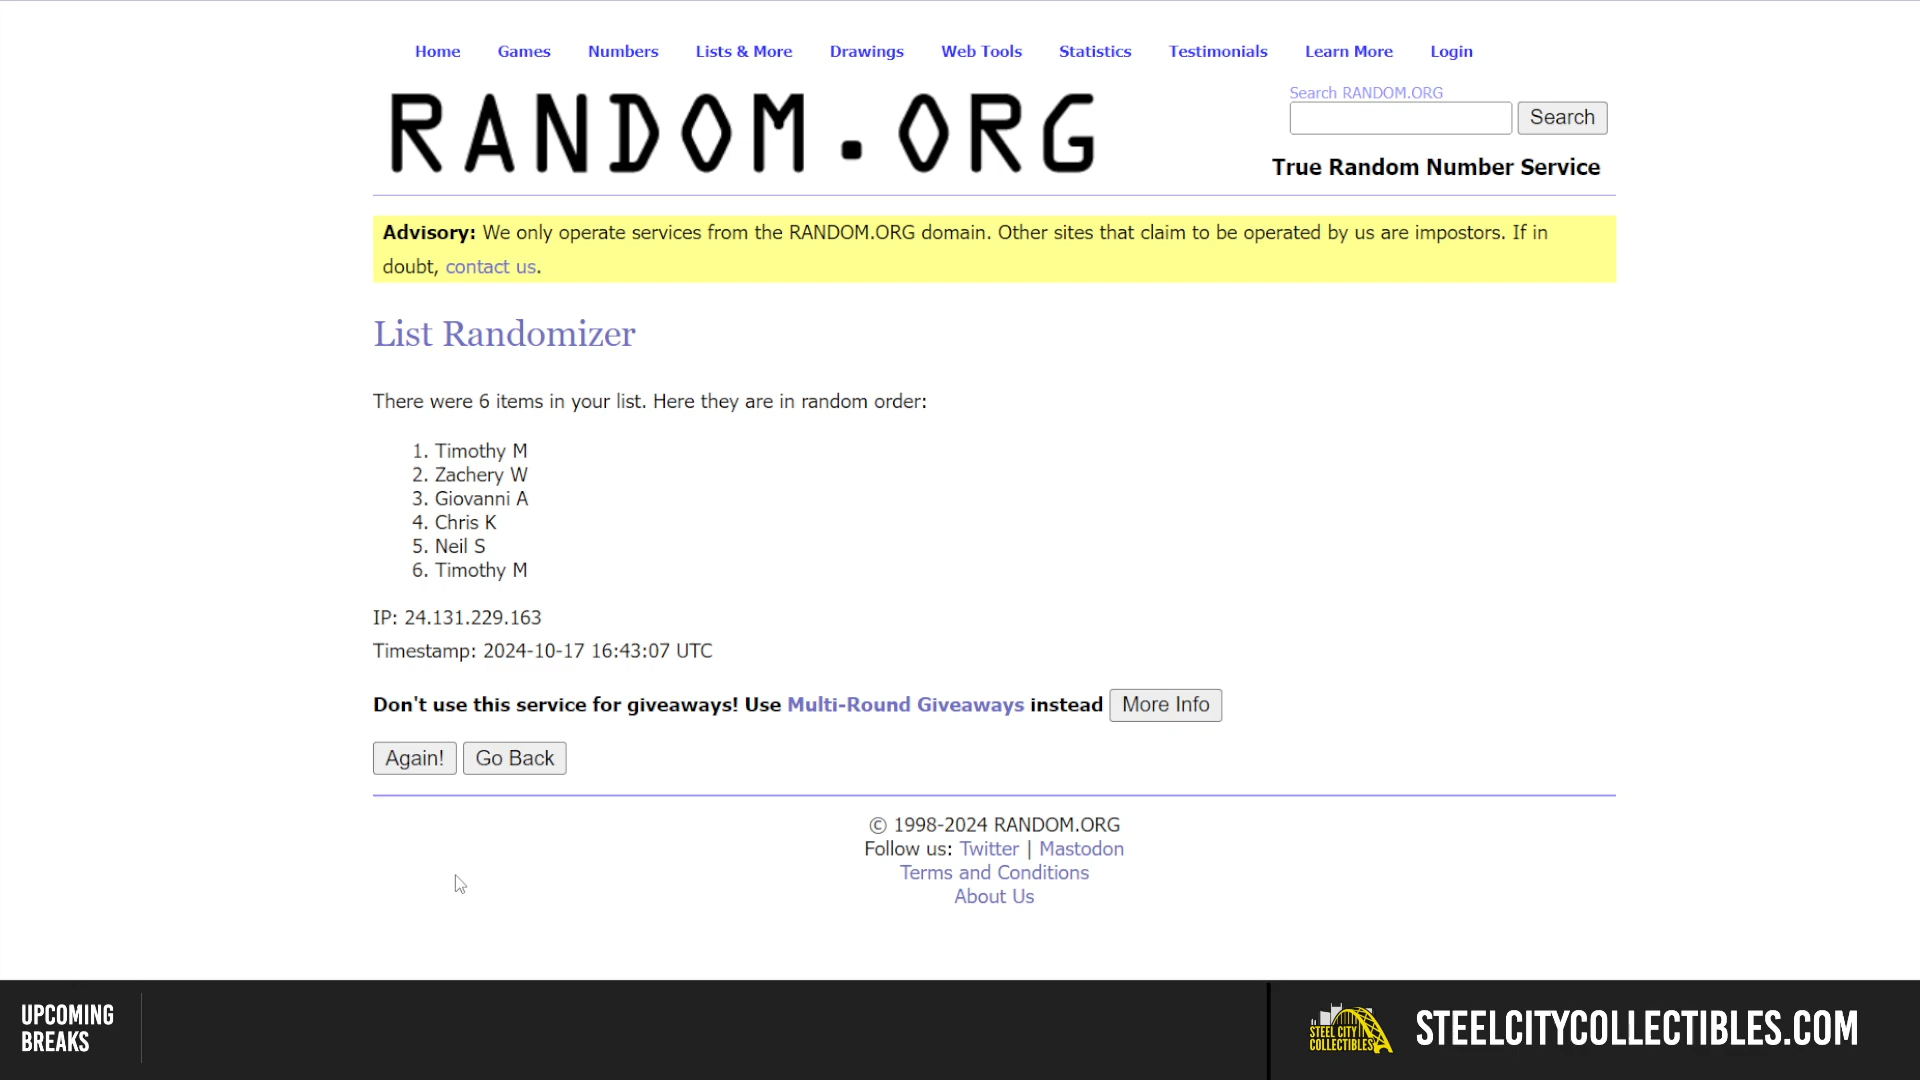 Home Games Numbers Lists & More Drawings Web Tools Statistics Testimonials Learn More Login
RANDOM.ORG
Search RANDOM.ORG
Search
True Random Number Service
Advisory: We only operate services from the RANDOM.ORG domain. Other sites that claim to be operated by us are impostors. If in
doubt, contact us.
List Randomizer
There were 6 items in your list. Here they are in random order:
1. Timothy M
2. Zachery W
3. Giovanni A
4. Chris K
5. Neil S
6. Timothy M
IP: 24.131.229.163
Timestamp: 2024-10-17 16:43:07 UTC
Don't use this service for giveaways! Use Multi-Round Giveaways instead More Info
Again! Go Back
© 1998-2024 RANDOM.ORG
Follow us: Twitter | Mastodon
Terms and Conditions
About Us
UPCOMING
BREAKS
STEEL CITY
COLLECTIBLES
STEELCITYCOLLECTIBLES.COM